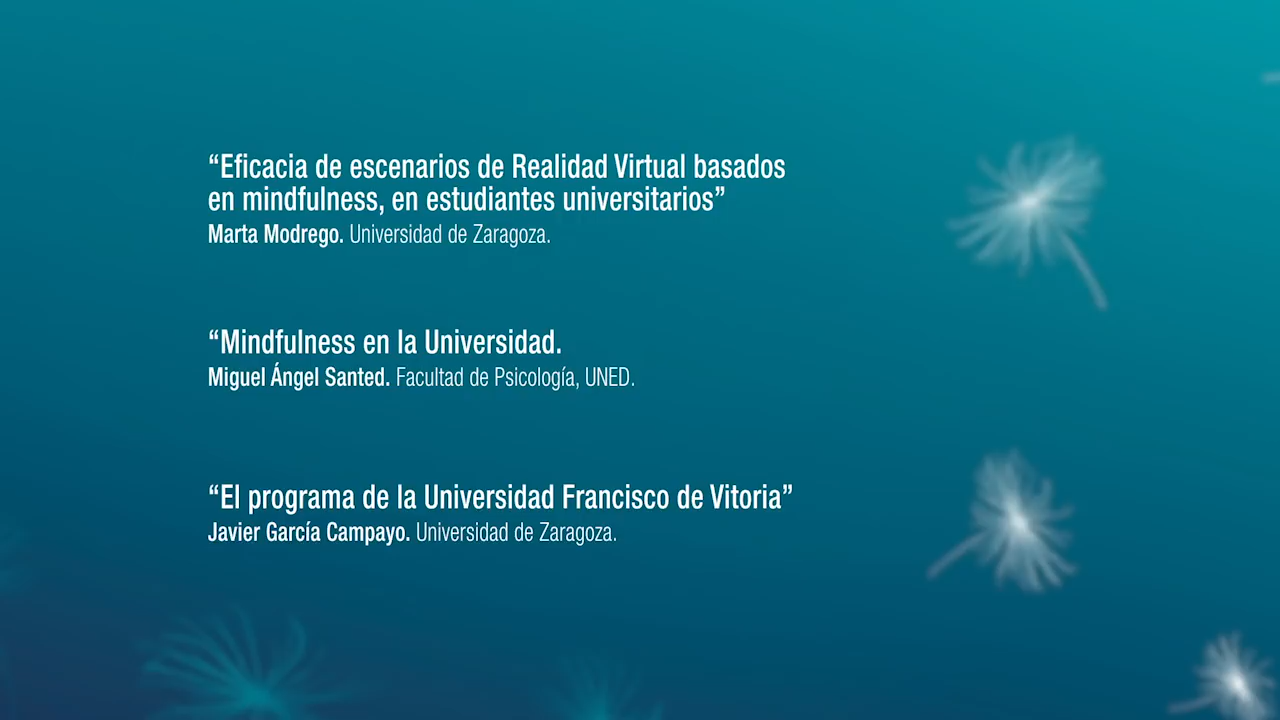 “Eficacia de escenarios de Realidad Virtual basados
en mindfulness, en estudiantes universitarios”
Marta Modrego. Universidad de Zaragoza.
“Mindfulness en la Universidad.
Miguel Ángel Santed. Facultad de Psicología, UNED.
“El programa de la Universidad Francisco de Vitoria”
Javier García Campayo. Universidad de Zaragoza.